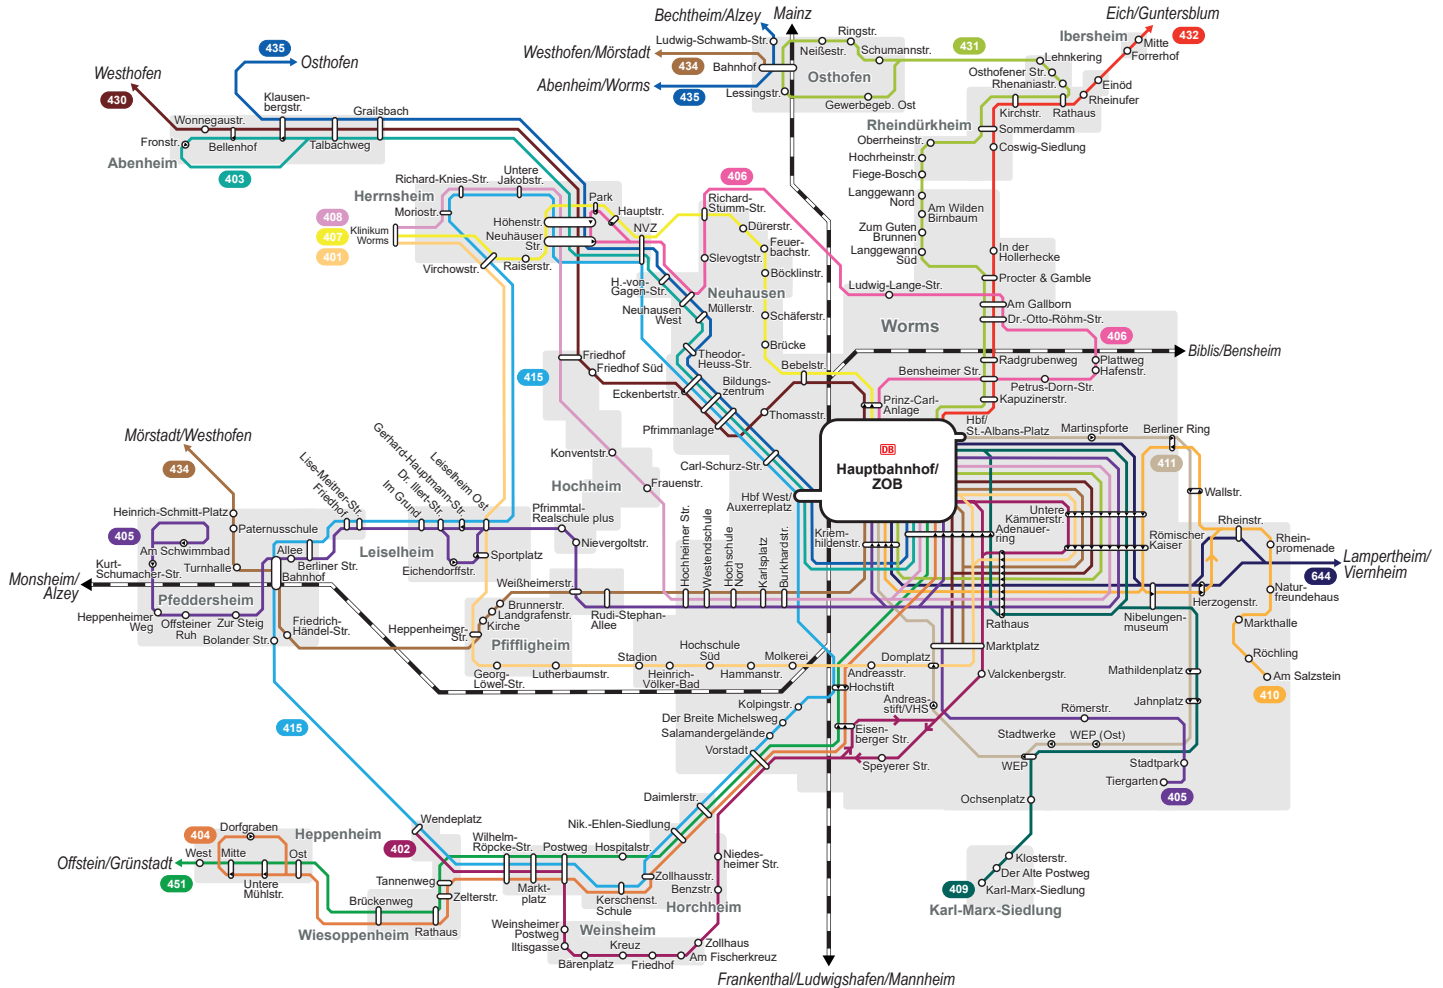 Bechtheim/Alzey
Mainz
Eich/Guntersblum
Ibersheim
Mitte
432
Forrerhof
Ludwig-Schwamb-Str.
Ringstr.
Neißestr.
Schumannstr.
431
Lehnkering
Westhofen/Mörstadt
434
Bahnhof
Osthofen
Osthofener Str.
Rhenaniastr.
Einöd
Rheinufer
Abenheim/Worms
435
Lessingstr.
Gewerbegeb. Ost
Kirchstr.
Rathaus
435
Osthofen
Westhofen
430
Klausen-
bergstr.
Grailsbach
Wonnegaustr.
Fronstr.
Bellenhof
Talbachweg
Abenheim
403
Rheindürkheim
Sommerdamm
Oberrheinstr.
Coswig-Siedlung
Hochrheinstr.
Fiege-Bosch
Langgewann
Nord
Am Wilden
Birnbaum
Zum Guten
Brunnen
Langgewann
Süd
In der
Hollerhecke
Procter & Gamble
Richard-Knies-Str.
Untere
Jakobstr.
Herrnsheim
Moriostr.
408
407
401
Klinikum
Worms
Höhenstr.
Neuhäuser
Str.
Park
Hauptstr.
NVZ
Virchowstr.
Raiserstr.
406
Richard-
Stumm-Str.
Dürerstr.
Feuer-
bachstr.
Slevogtstr.
Böcklinstr.
H.-von-
Gagen-Str.
Neuhausen
Neuhausen
West
Müllerstr.
Schäferstr.
Brücke
Ludwig-Lange-Str.
Am Gallborn
Worms
Dr.-Otto-Röhm-Str.
406
Biblis/Bensheim
Radgrubenweg
Plattweg
Hafenstr.
Bensheimer Str.
Petrus-Dorn-Str.
Kapuzinerstr.
Friedhof
Friedhof Süd
415
Theodor-
Heuss-Str.
Eckenbertstr.
Bildungs-
zentrum
Bebelstr.
Thomasstr.
Prinz-Carl-
Anlage
Pfrimmanlage
Hbf/
St.-Albans-Platz
Martinspforte
Berliner Ring
411
DB
Hauptbahnhof/
ZOB
Carl-Schurz-Str.
Hbf West/
Auxerreplatz
Konventstr.
Frauenstr.
Hochheim
Mörstadt/Westhofen
434
Heinrich-Schmitt-Platz
405
Paternusschule
Am Schwimmbad
Turnhalle
Kurt-
Schumacher-Str.
Lise-Meitner-Str.
Friedhof
Gerhard-Hauptmann-Str.
Dr. Illert-Str.
Im Grund
Leiselheim Ost
Allee
Berliner Str.
Bahnhof
Leiselheim
Eichendorffstr.
Sportplatz
Pfrimmtal-
Realschule plus
Nievergoltstr.
Monsheim/
Alzey
Pfeddersheim
Heppenheimer
Weg
Offsteiner
Ruh
Zur Steig
Bolander Str.
Friedrich-
Händel-Str.
Weißheimerstr.
Brunnerstr.
Landgrafenstr.
Kirche
Heppenheimer-
Str.
Pfiffligheim
Rudi-Stephan-
Allee
Hochheimer Str.
Westendschule
Hochschule
Nord
Karlsplatz
Burkhardstr.
Kriem-
hildenstr.
Untere
Kämmererstr.
Adenauer-
ring
Wallstr.
Römischer
Kaiser
Rheinstr.
Rhein-
promenade
Lampertheim/
Viernheim
644
Natur-
freundehaus
Herzogenstr.
Nibelungen-
museum
Rathaus
Markthalle
Röchling
Am Salzstein
410
Georg-
Löwel-Str.
Lutherbaumstr.
Stadion
Heinrich-
Völker-Bad
Hochschule
Süd
Hammanstr.
Molkerei
Andreasstr.
Domplatz
Marktplatz
Valckenbergstr.
Mathildenplatz
Jahnplatz
Hochstift
Andreas-
stift/VHS
Römerstr.
Kolpingstr.
Der Breite Michelsweg
Salamandergelände
Vorstadt
Eisen-
berger Str.
Speyerer Str.
Stadtwerke
WEP (Ost)
WEP
Stadtpark
Tiergarten
405
415
Ochsenplatz
Daimlerstr.
Nik.-Ehlen-Siedlung
Wendeplatz
Heppenheim
404
Dorfgraben
402
Wilhelm-
Röpcke-Str.
Postweg
Hospitalstr.
Offstein/Grünstadt
451
West
Mitte
Ost
Untere
Mühlstr.
Tannenweg
Zelterstr.
Markt-
platz
Zollhausstr.
Kerschenst.
Schule
Niedes-
heimer Str.
Benzstr.
Horchheim
Brückenweg
Wiesoppenheim
Rathaus
Weinsheimer
Postweg
Iltisgasse
Weinsheim
Kreuz
Bärenplatz
Friedhof
Zollhaus
Am Fischerkreuz
Klosterstr.
Der Alte Postweg
Karl-Marx-Siedlung
409
Karl-Marx-Siedlung
Frankenthal/Ludwigshafen/Mannheim